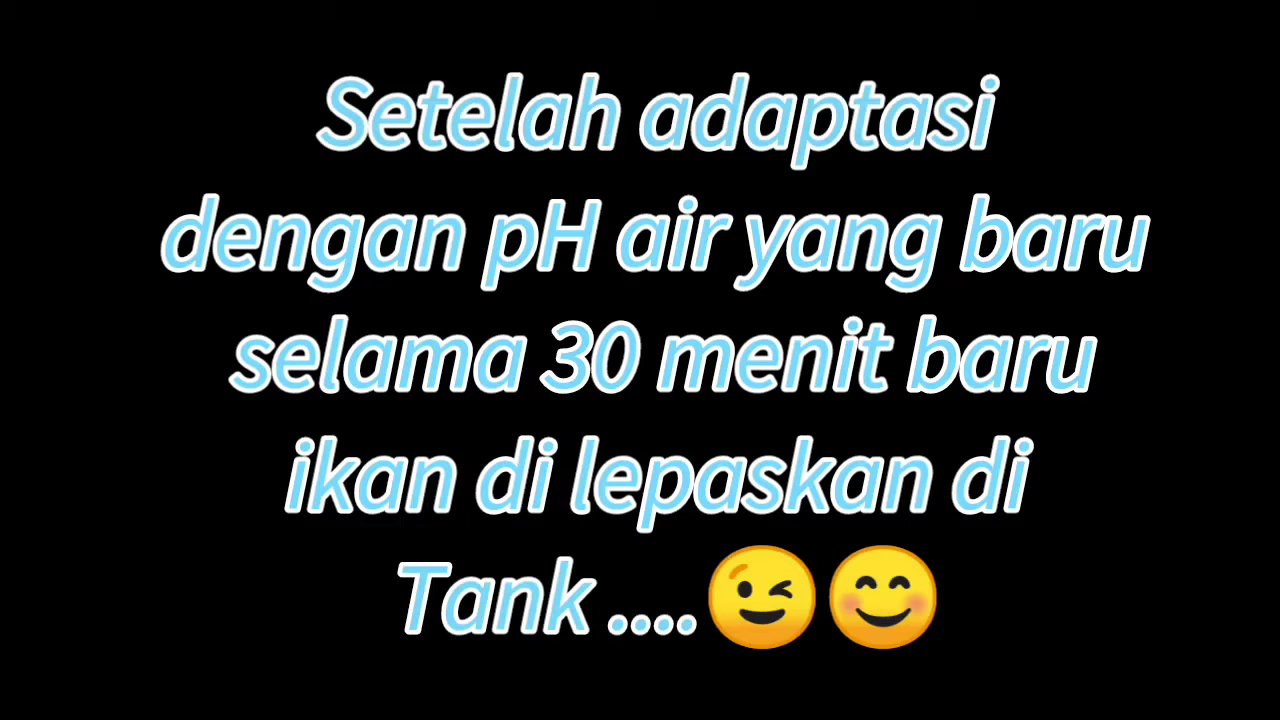 Setelah adaptasi
dengan pH air yang baru
selama 30 menit baru
ikan di lepaskan di
Tank ....😉😊